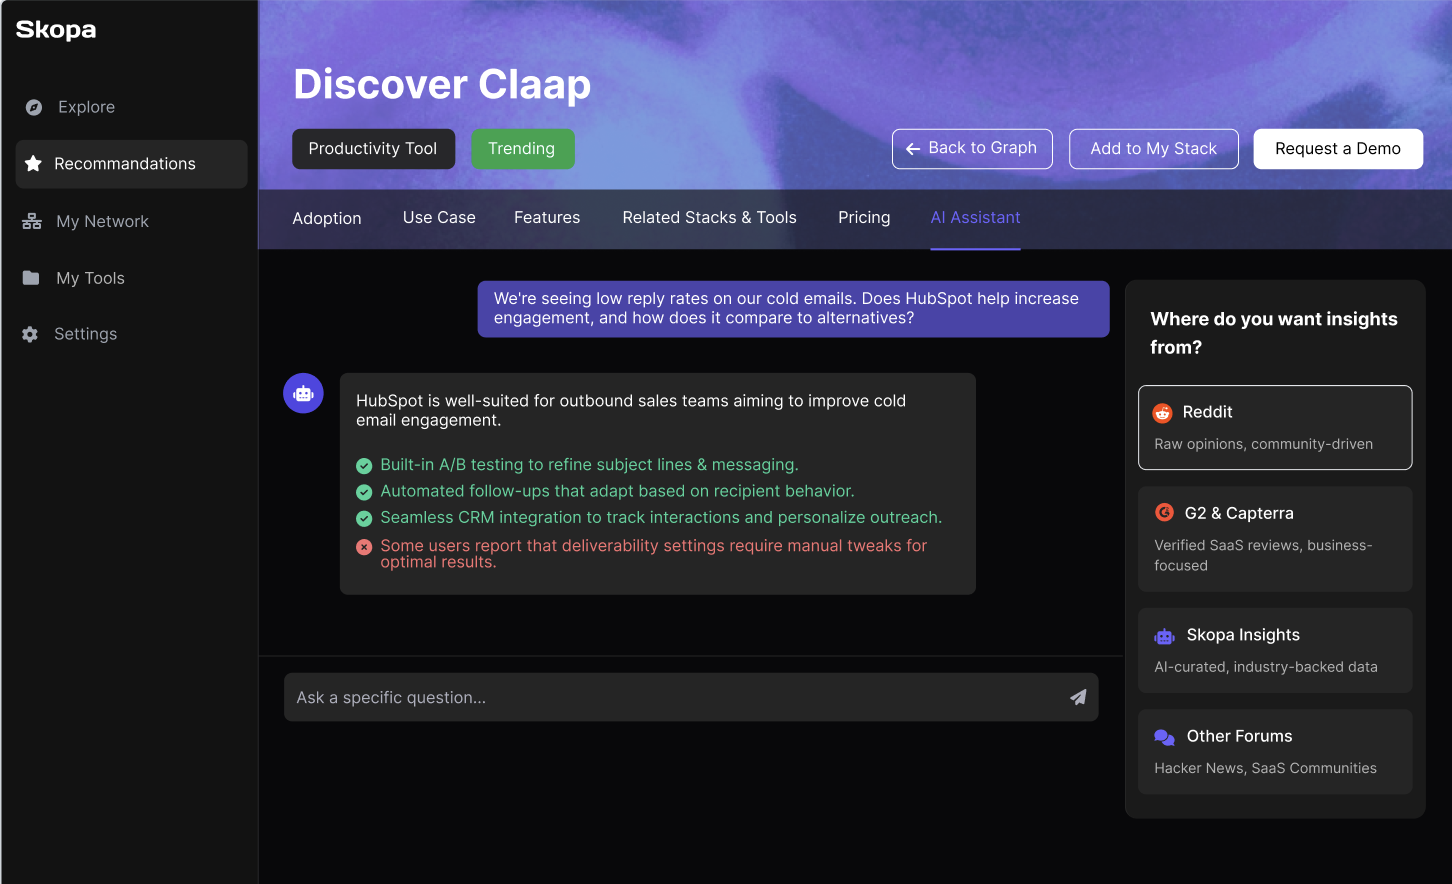 Skopa
Explore
Recommandations
My Network
My Tools
Settings
Discover Claap
Productivity Tool
Trending
Back to Graph
Add to My Stack
Request a Demo
Adoption
Use Case
Features
Related Stacks & Tools
Pricing
AI Assistant
We're seeing low reply rates on our cold emails. Does HubSpot help increase
engagement, and how does it compare to alternatives?
HubSpot is well-suited for outbound sales teams aiming to improve cold
email engagement.
Built-in A/B testing to refine subject lines & messaging.
Automated follow-ups that adapt based on recipient behavior.
Seamless CRM integration to track interactions and personalize outreach.
Some users report that deliverability settings require manual tweaks for
optimal results.
Ask a specific question...
Where do you want insights
from?
Reddit
Raw opinions, community-driven
G2 & Capterra
Verified SaaS reviews, business-
focused
Skopa Insights
AI-curated, industry-backed data
Other Forums
Hacker News, SaaS Communities